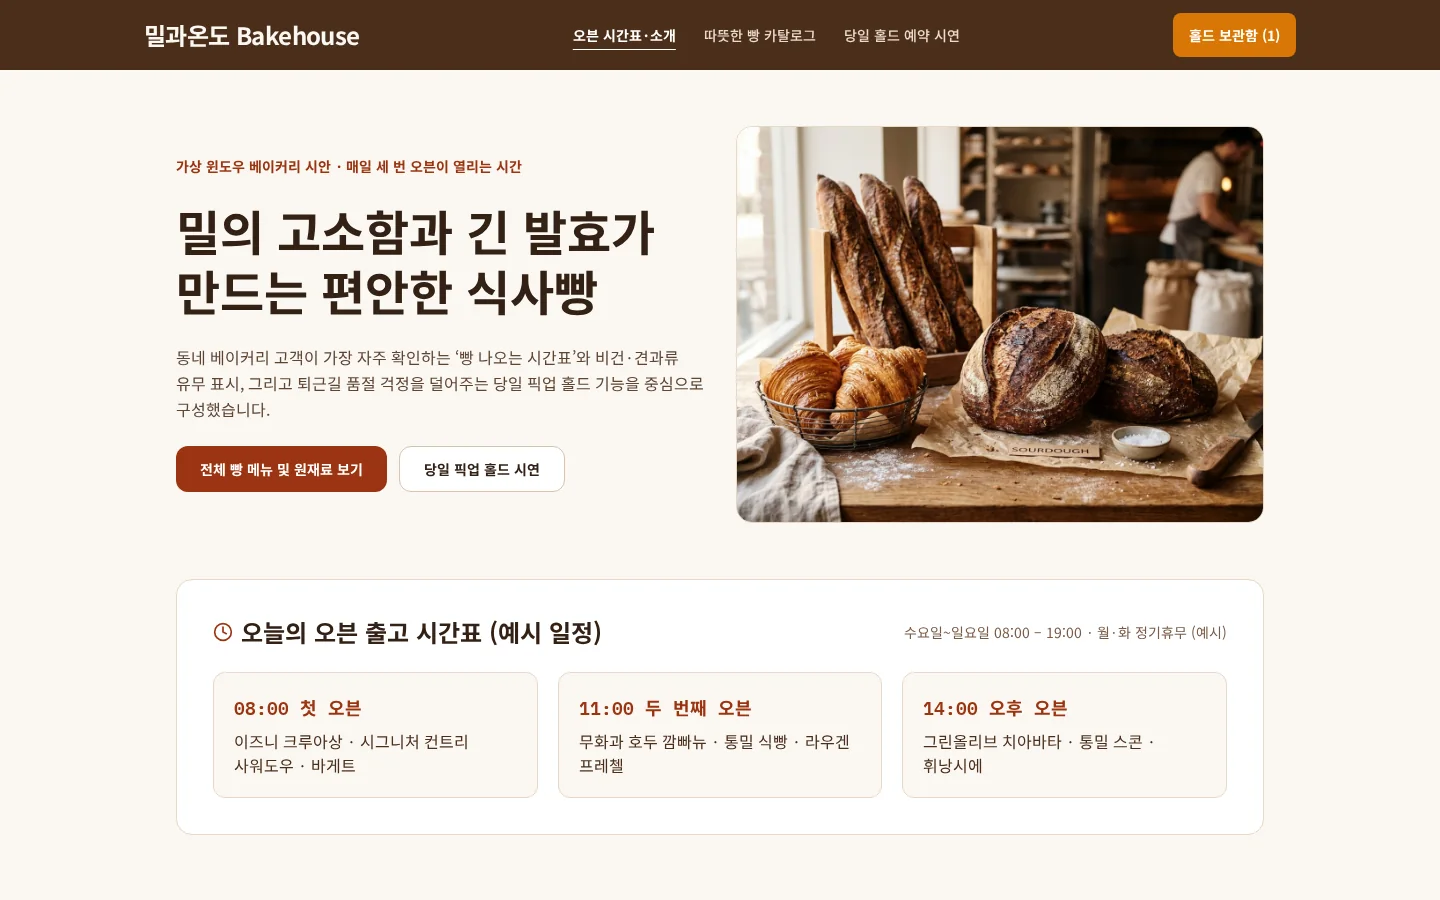 밀과온도 Bakehouse
오븐 시간표·소개
따뜻한 빵 카탈로그
당일 홀드 예약 시연
홀드 보관함 (1)
가상 윈도우 베이커리 시안 · 매일 세 번 오븐이 열리는 시간
밀의 고소함과 긴 발효가
만드는 편안한 식사빵
동네 베이커리 고객이 가장 자주 확인하는 ‘빵 나오는 시간표’와 비건·견과류
유무 표시, 그리고 퇴근길 품절 걱정을 덜어주는 당일 픽업 홀드 기능을 중심으로
구성했습니다.
전체 빵 메뉴 및 원재료 보기
당일 픽업 홀드 시연
SOURDOUGH
오늘의 오븐 출고 시간표 (예시 일정)
수요일~일요일 08:00 – 19:00 · 월·화 정기휴무 (예시)
08:00 첫 오븐
이즈니 크루아상 · 시그니처 컨트리
사워도우 · 바게트
11:00 두 번째 오븐
무화과 호두 깜빠뉴 · 통밀 식빵 · 라우겐
프레첼
14:00 오후 오븐
그린올리브 치아바타 · 통밀 스콘 ·
휘낭시에